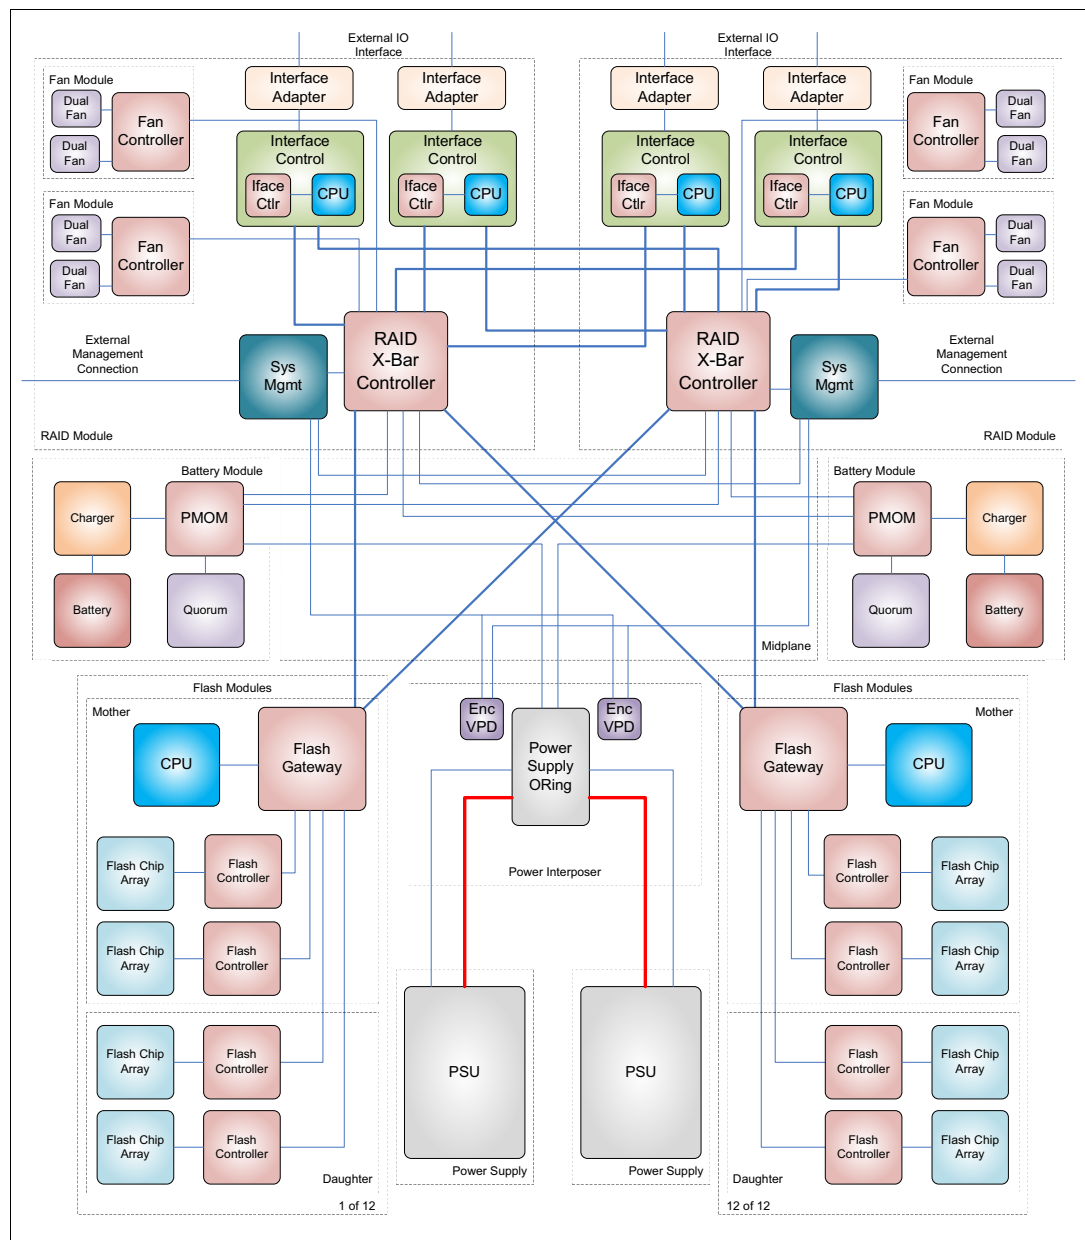 External IO
Interface
External IO
Interface
Fan Module
Dual
Fan
Dual
Fan
Fan
Controller
Interface
Adapter
Interface
Adapter
Interface
Control
Iface
Ctlr
CPU
Interface
Control
Iface
Ctlr
CPU
Interface
Adapter
Interface
Adapter
Interface
Control
Iface
Ctlr
CPU
Interface
Control
Iface
Ctlr
CPU
Fan Module
Fan
Controller
Dual
Fan
Dual
Fan
Fan Module
Dual
Fan
Dual
Fan
Fan
Controller
Fan Module
Fan
Controller
Dual
Fan
Dual
Fan
External
Management
Connection
Sys
Mgmt
RAID
X-Bar
Controller
RAID
X-Bar
Controller
Sys
Mgmt
External
Management
Connection
RAID Module
RAID Module
Battery Module
Charger
PMOM
Battery
Quorum
Battery Module
PMOM
Charger
Quorum
Battery
Midplane
Flash Modules
Mother
CPU
Flash
Gateway
Flash Chip
Array
Flash
Controller
Flash Chip
Array
Flash
Controller
Flash Chip
Array
Flash
Controller
Flash Chip
Array
Flash
Controller
Daughter
1 of 12
Enc
VPD
Power
Supply
ORing
Enc
VPD
Power Interposer
PSU
Power Supply
PSU
Power Supply
Flash Modules
Mother
Flash
Gateway
CPU
Flash
Controller
Flash Chip
Array
Flash
Controller
Flash Chip
Array
Flash
Controller
Flash Chip
Array
Flash
Controller
Flash Chip
Array
Daughter
12 of 12